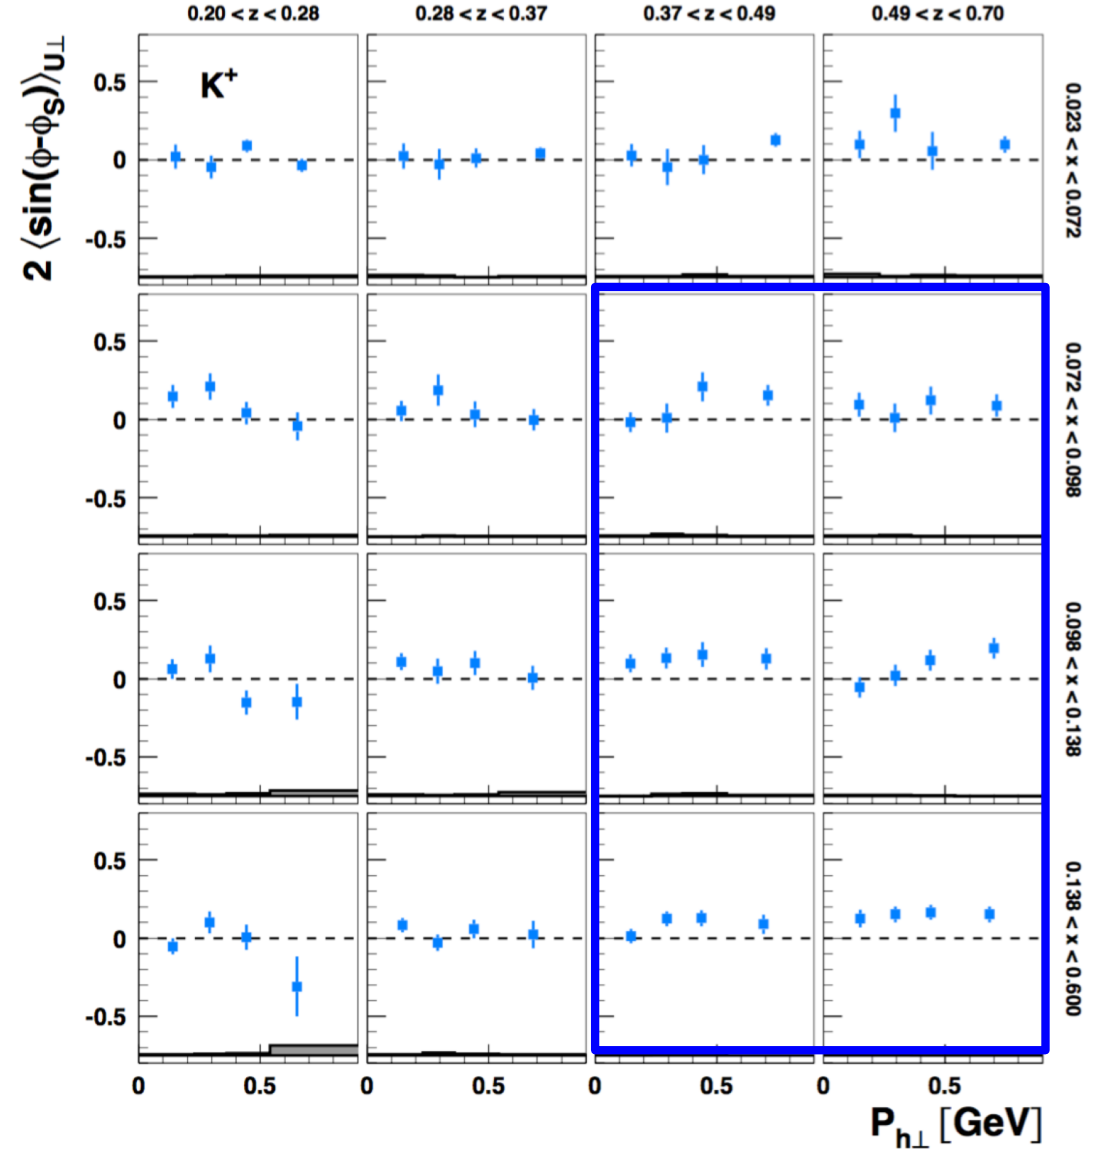 0.20 < z < 0.28 0.28 < z < 0.37 0.37 < z < 0.49 0.49 < z < 0.70
2 ⟨sin(ϕ-ϕS)⟩U⊥
K+
0.5
0
-0.5
0.023 < x < 0.072
0.5
0
-0.5
0.072 < x < 0.098
0.5
0
-0.5
0.098 < x < 0.138
0.5
0
-0.5
0.138 < x < 0.600
0 0.5 0 0.5 0 0.5 0 0.5
Ph⊥ [GeV]